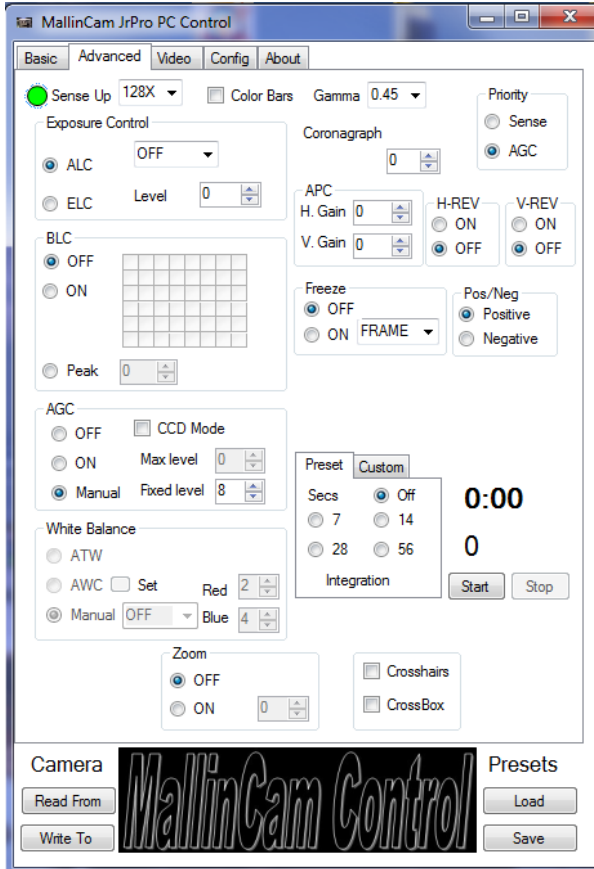 MallinCam JrPro PC Control
Basic Advanced Video Config About
Sense Up 128X Color Bars Gamma 0.45 Priority
Sense
AGC
Exposure Control
ALC OFF
ELC Level 0
Coronagraph
0
APC
H. Gain 0
V. Gain 0
H-REV
ON
OFF
V-REV
ON
OFF
BLC
OFF
ON
Peak 0
Freeze
OFF
ON FRAME
Pos/Neg
Positive
Negative
AGC
OFF CCD Mode
ON Max level 0
Manual Fixed level 8
Preset Custom
Secs Off
7 14
28 56
Integration
0:00
0
Start Stop
White Balance
ATW
AWC Set Red 2
Manual OFF Blue 4
Zoom
OFF
ON 0
Crosshairs
CrossBox
Camera
Read From
Write To
MallinCam Control
Presets
Load
Save